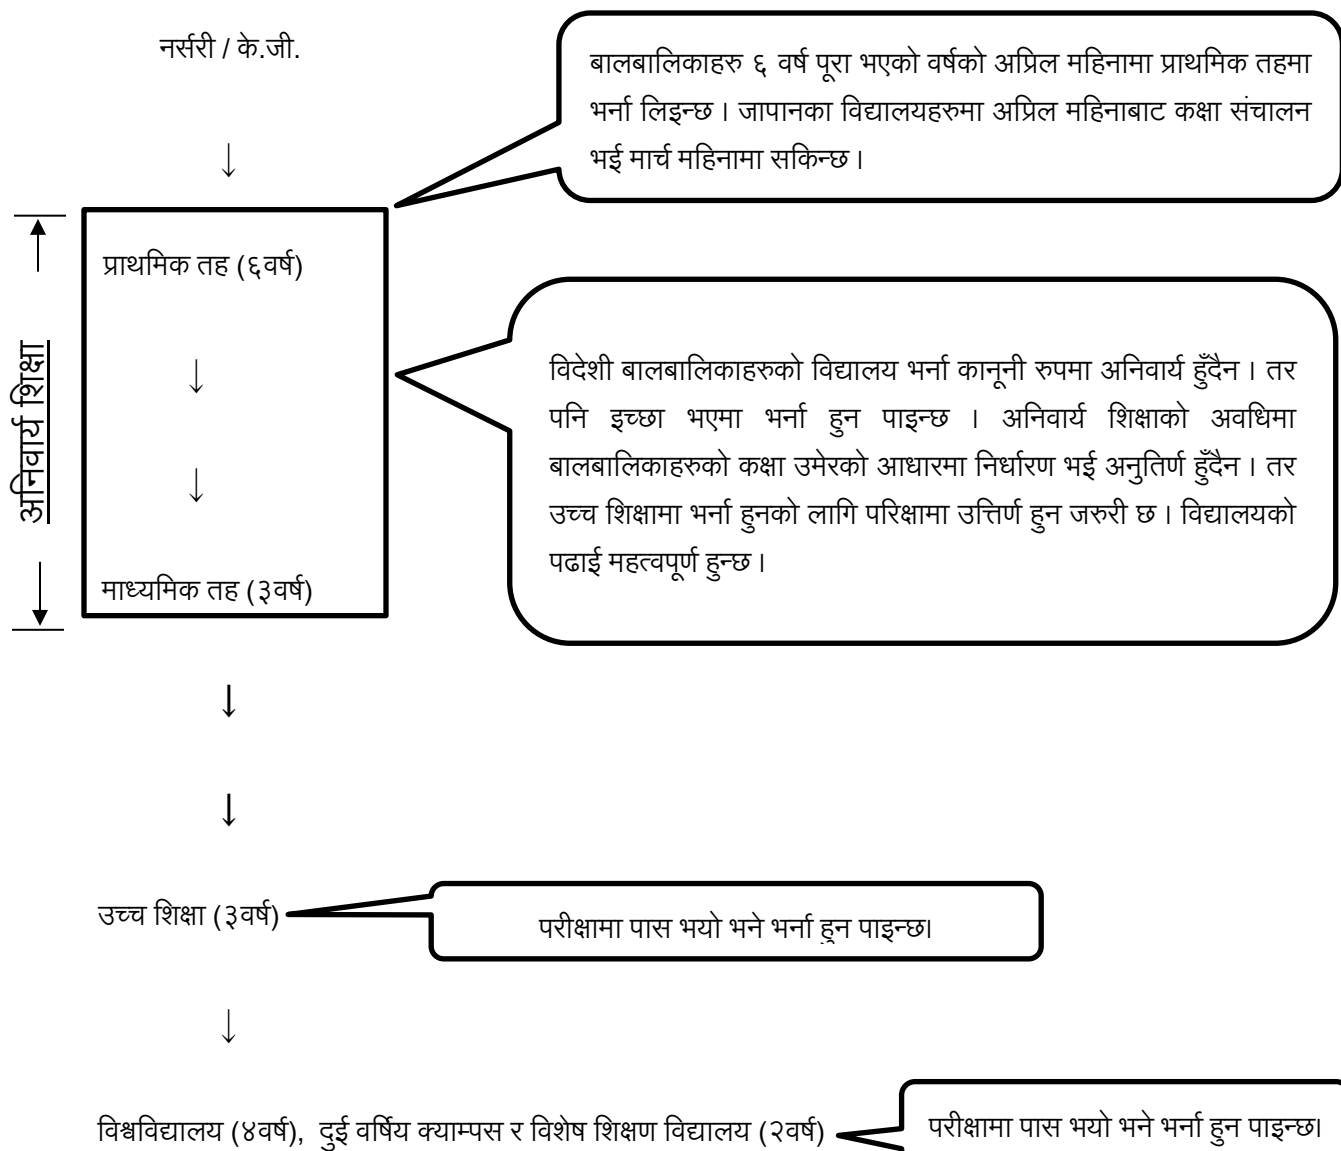 नर्सरी / के.जी.
बालबालिकाहरु ६ वर्ष पूरा भएको वर्षको अप्रिल महिनामा प्राथमिक तहमा
भर्ना लिइन्छ । जापानका विद्यालयहरुमा अप्रिल महिनाबाट कक्षा संचालन
भई मार्च महिनामा सकिन्छ ।
↓
अनिवार्य शिक्षा
प्राथमिक तह (६वर्ष)
↓
↓
माध्यमिक तह (३वर्ष)
विदेशी बालबालिकाहरुको विद्यालय भर्ना कानूनी रुपमा अनिवार्य हुँदैन । तर
पनि इच्छा भएमा भर्ना हुन पाइन्छ । अनिवार्य शिक्षाको अवधिमा
बालबालिकाहरुको कक्षा उमेरको आधारमा निर्धारण भई अनुतिर्ण हुँदैन । तर
उच्च शिक्षामा भर्ना हुनको लागि परिक्षामा उत्तिर्ण हुन जरुरी छ । विद्यालयको
पढाई महत्वपूर्ण हुन्छ ।
↓
↓
उच्च शिक्षा (३वर्ष)
परीक्षामा पास भयो भने भर्ना हुन पाइन्छ।
↓
विश्वविद्यालय (४वर्ष), दुई वर्षिय क्याम्पस र विशेष शिक्षण विद्यालय (२वर्ष)
परीक्षामा पास भयो भने भर्ना हुन पाइन्छ।